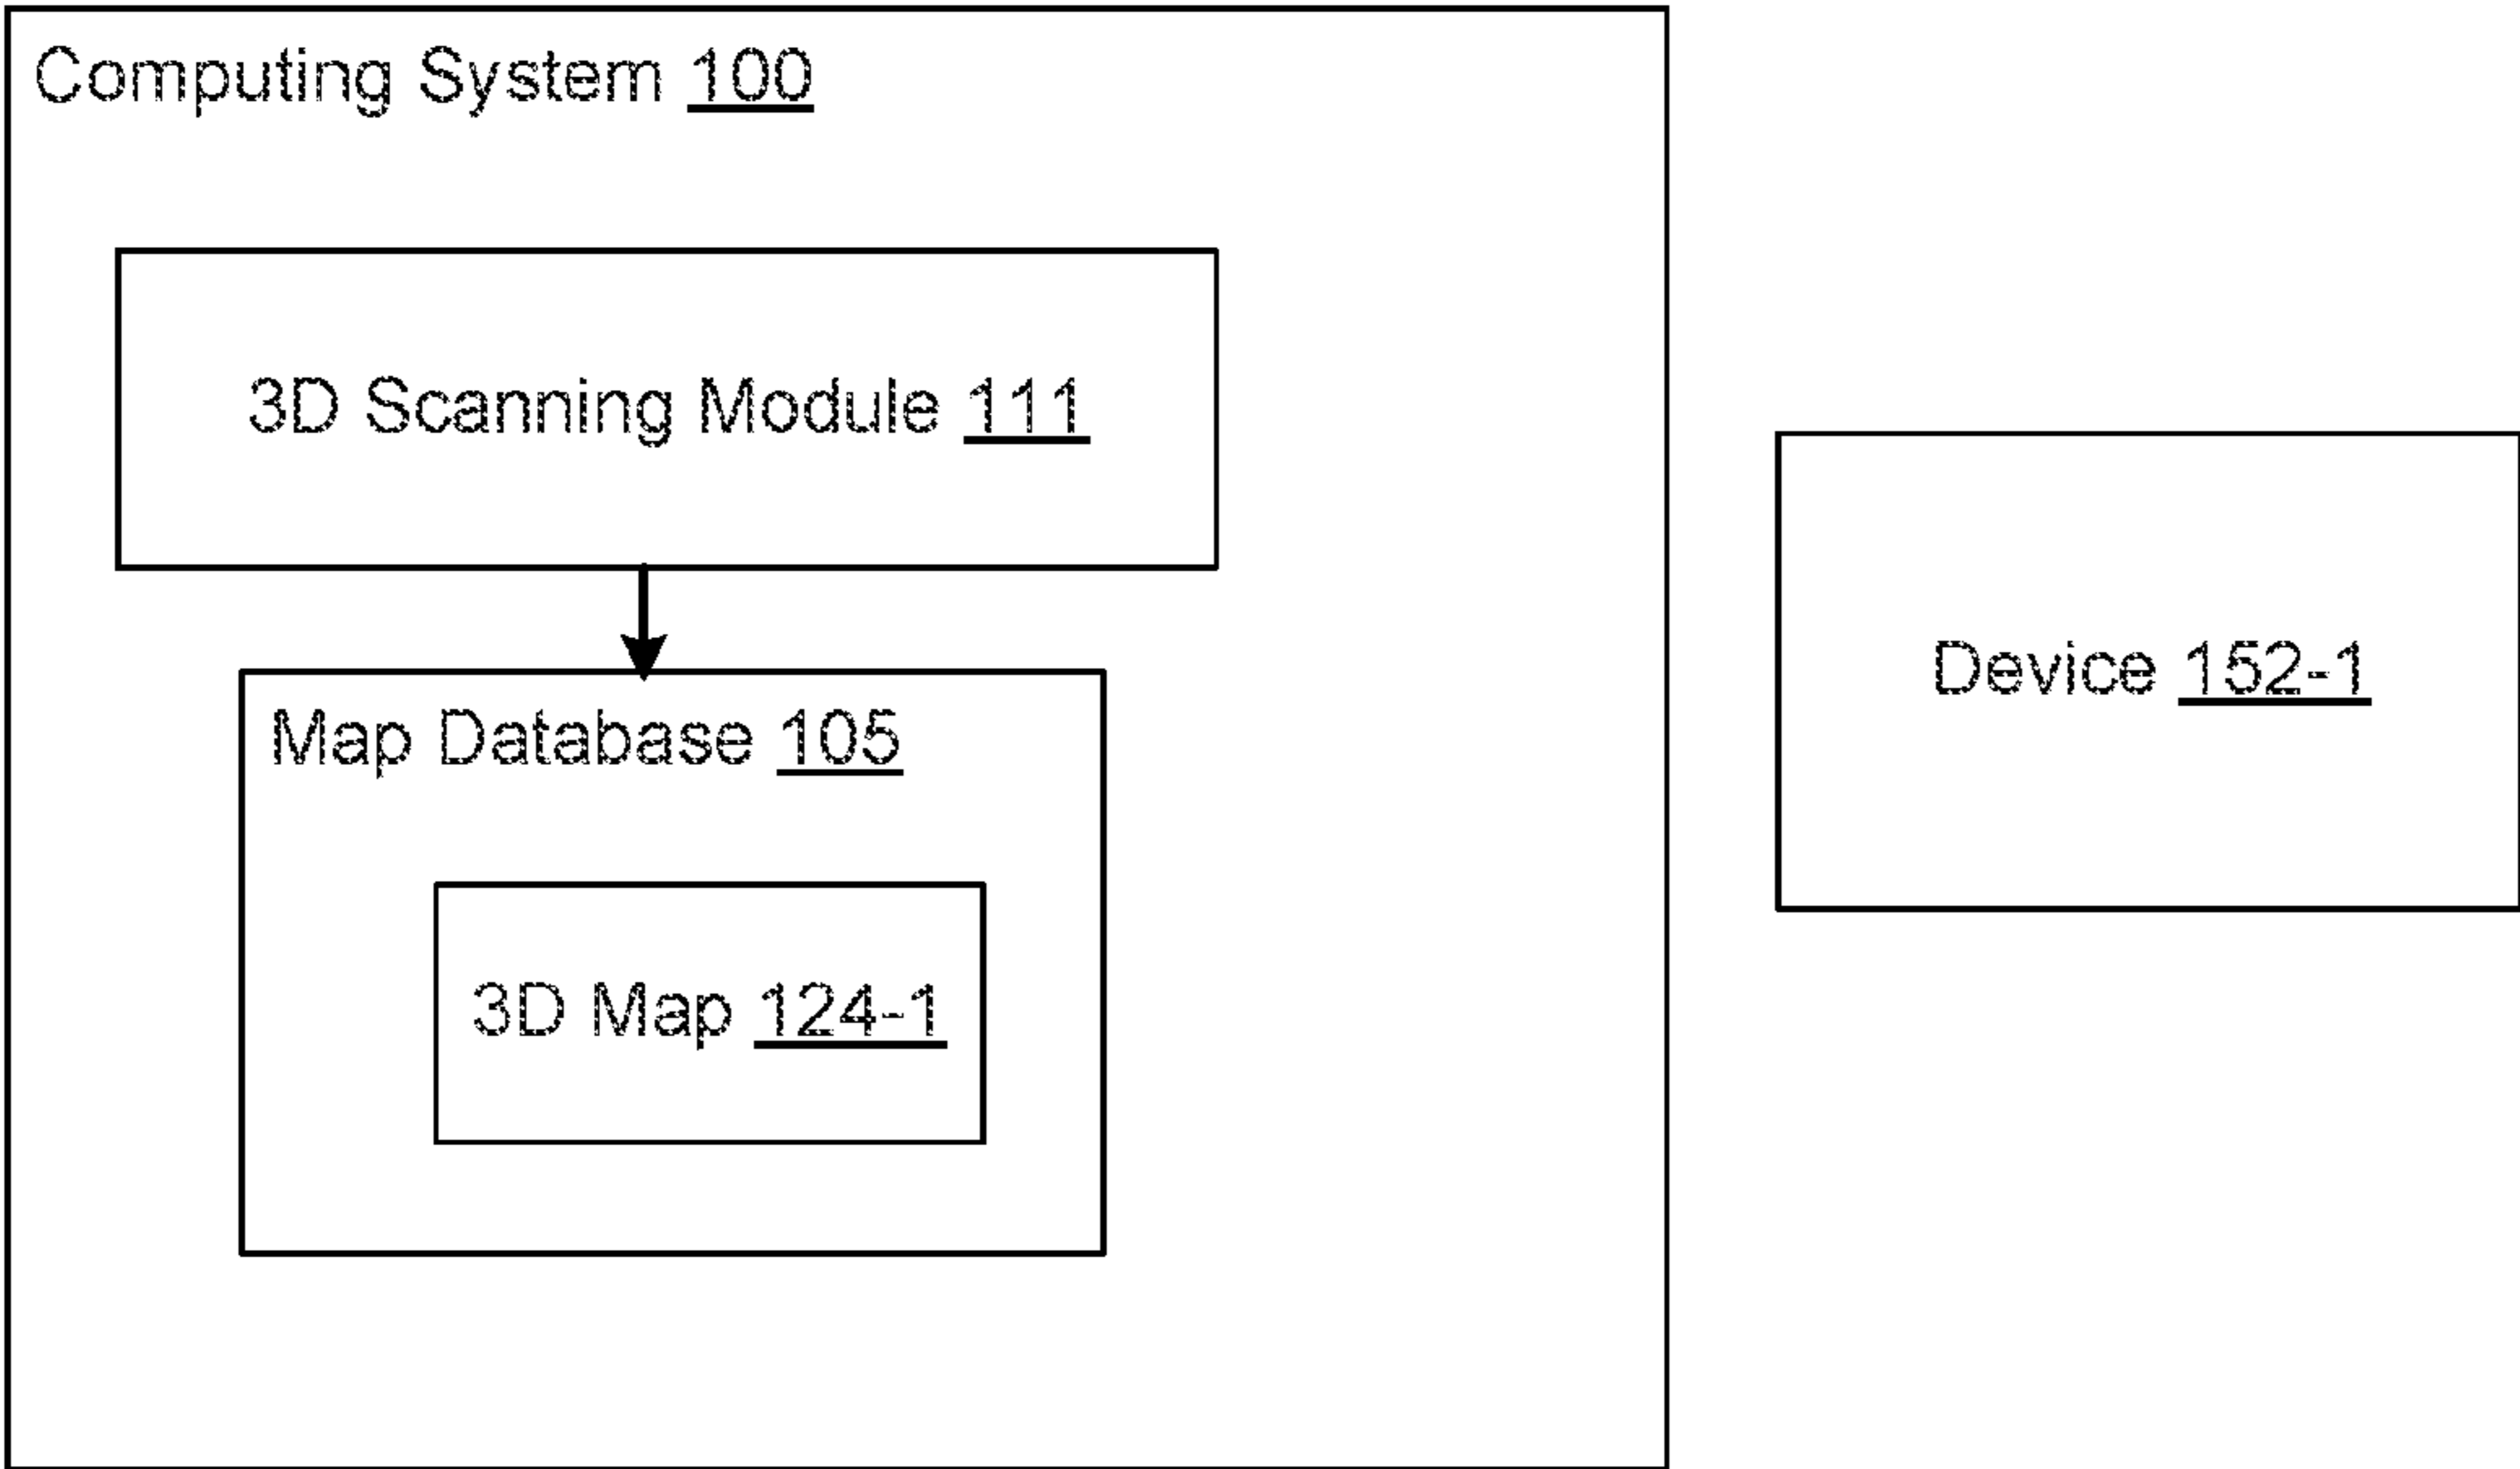 Computing System 100
3D Scanning Module 111
Map Database 105
3D Map 124-1
Device 152-1